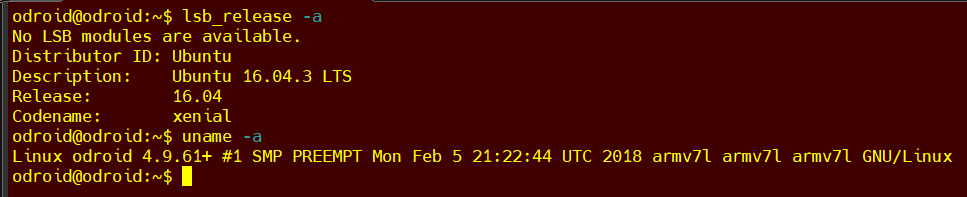 odroid@odroid:~$ lsb_release -a
No LSB modules are available.
Distributor ID: Ubuntu
Description:    Ubuntu 16.04.3 LTS
Release:        16.04
Codename:       xenial
odroid@odroid:~$ uname -a
Linux odroid 4.9.61+ #1 SMP PREEMPT Mon Feb 5 21:22:44 UTC 2018 armv7l armv7l armv7l GNU/Linux
odroid@odroid:~$